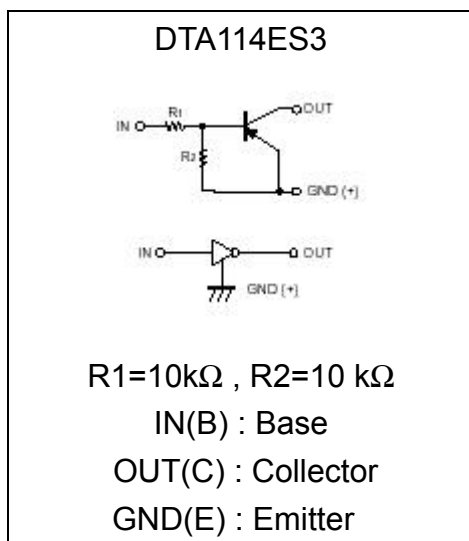 DTA114ES3
R1
OUT
IN
R2
GND (+)
IN
OUT
GND (+)
R1=10kΩ , R2=10 kΩ
IN(B) : Base
OUT(C) : Collector
GND(E) : Emitter